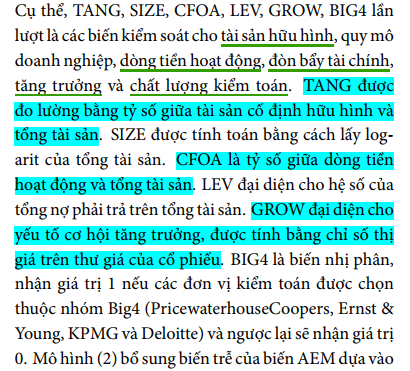 Cụ thể, TANG, SIZE, CFOA, LEV, GROW, BIG4 lần
lượt là các biến kiểm soát cho tài sản hữu hình, quy mô
doanh nghiệp, dòng tiền hoạt động, đòn bẩy tài chính,
tăng trưởng và chất lượng kiểm toán. TANG được
đo lường bằng tỷ số giữa tài sản cố định hữu hình và
tổng tài sản. SIZE được tính toán bằng cách lấy log-
arit của tổng tài sản. CFOA là tỷ số giữa dòng tiền
hoạt động và tổng tài sản. LEV đại diện cho hệ số của
tổng nợ phải trả trên tổng tài sản. GROW đại diện cho
yếu tố cơ hội tăng trưởng, được tính bằng chỉ số thị
giá trên thư giá của cổ phiếu. BIG4 là biến nhị phân,
nhận giá trị 1 nếu các đơn vị kiểm toán được chọn
thuộc nhóm Big4 (PricewaterhouseCoopers, Ernst &
Young, KPMG và Deloitte) và ngược lại sẽ nhận giá trị
0. Mô hình (2) bổ sung biến trễ của biến AEM dựa vào